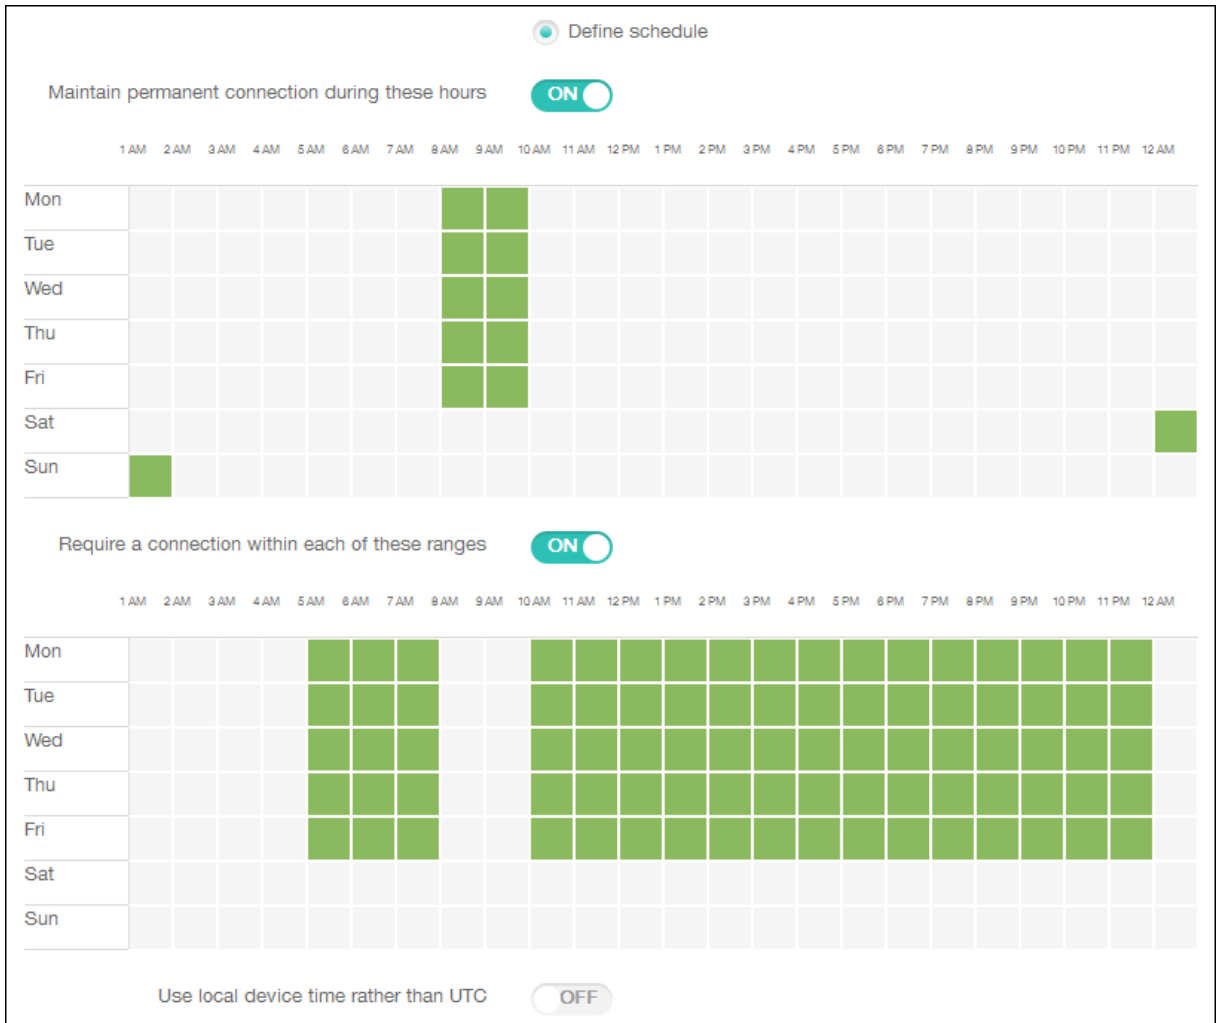 Define schedule
Maintain permanent connection during these hours ON
1 AM 2 AM 3 AM 4 AM 5 AM 6 AM 7 AM 8 AM 9 AM 10 AM 11 AM 12 PM 1 PM 2 PM 3 PM 4 PM 5 PM 6 PM 7 PM 8 PM 9 PM 10 PM 11 PM 12 AM
Mon
Tue
Wed
Thu
Fri
Sat
Sun
Require a connection within each of these ranges ON
1 AM 2 AM 3 AM 4 AM 5 AM 6 AM 7 AM 8 AM 9 AM 10 AM 11 AM 12 PM 1 PM 2 PM 3 PM 4 PM 5 PM 6 PM 7 PM 8 PM 9 PM 10 PM 11 PM 12 AM
Mon
Tue
Wed
Thu
Fri
Sat
Sun
Use local device time rather than UTC OFF